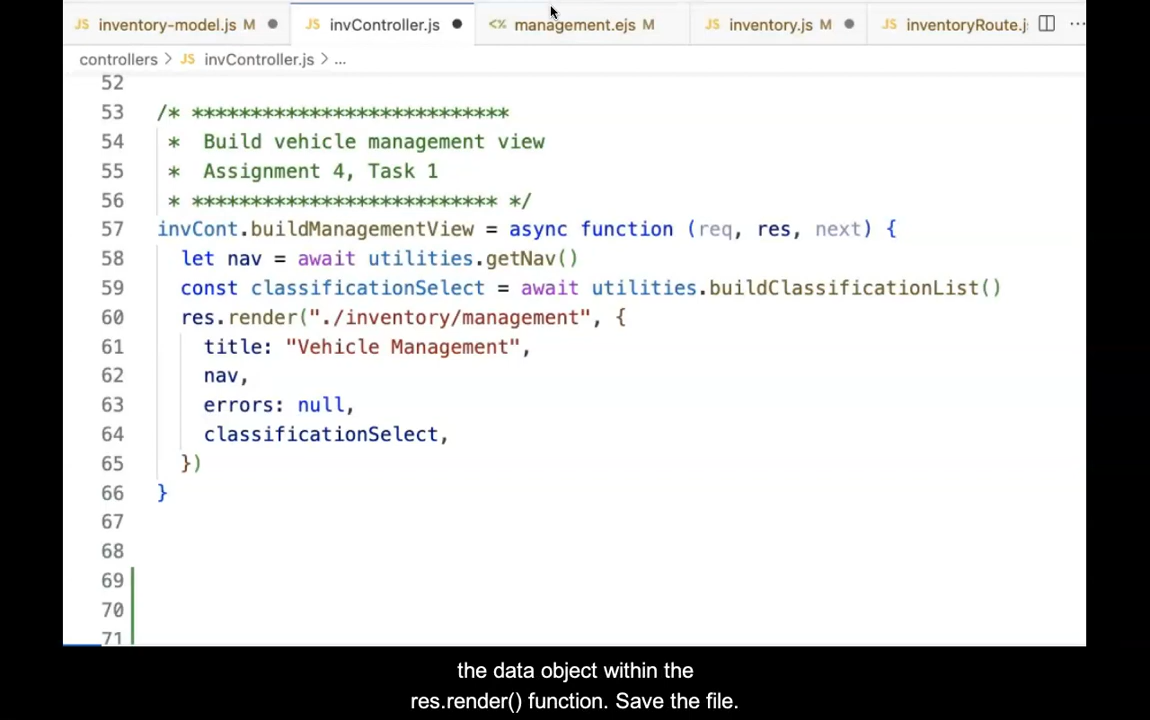 JS inventory-model.js M
JS invController.js
<%> management.ejs M
JS inventory.js M
JS inventoryRoute.j
controllers > JS invController.js > ...
52
53 /* ***************************
54 *  Build vehicle management view
55 *  Assignment 4, Task 1
56 * ************************** */
57 invCont.buildManagementView = async function (req, res, next) {
58 let nav = await utilities.getNav()
59 const classificationSelect = await utilities.buildClassificationList()
60 res.render("./inventory/management", {
61 title: "Vehicle Management",
62 nav,
63 errors: null,
64 classificationSelect,
65 })
66 }
67
68
69
70
71
the data object within the
res.render() function. Save the file.